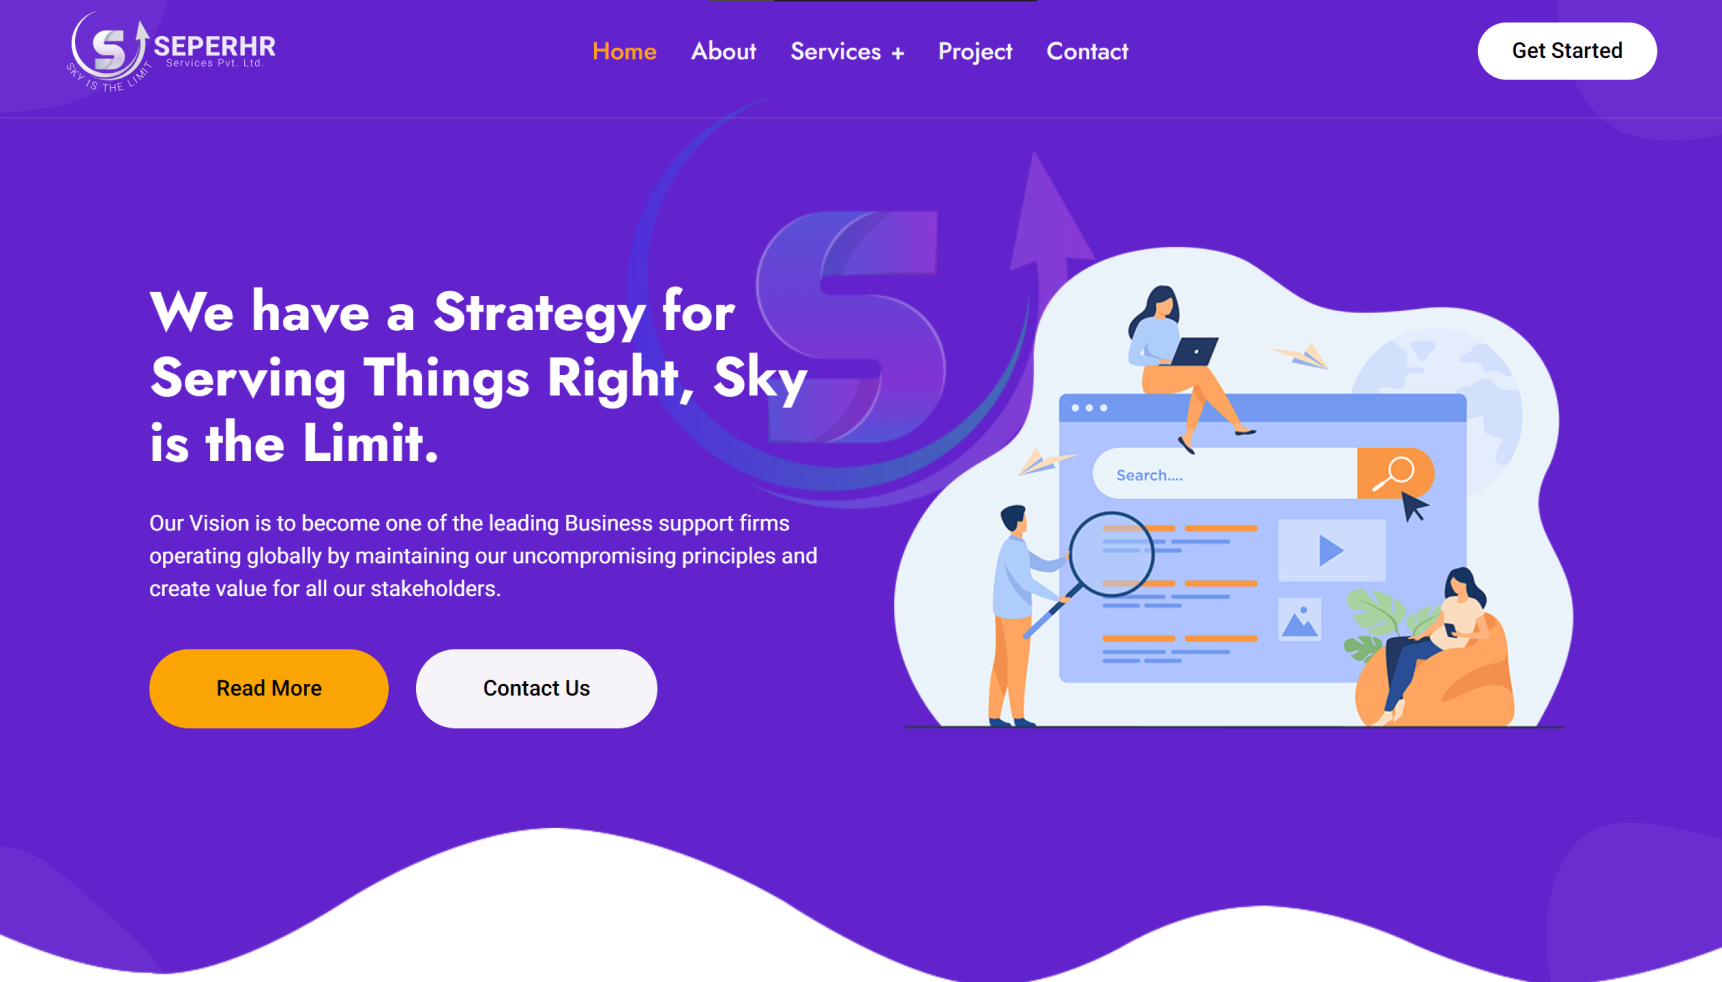 SEPERHR
Services Pvt. Ltd.
SKY IS THE LIMIT
Home
About
Services +
Project
Contact
Get Started
We have a Strategy for
Serving Things Right, Sky
is the Limit.
Our Vision is to become one of the leading Business support firms
operating globally by maintaining our uncompromising principles and
create value for all our stakeholders.
Read More
Contact Us
Search....